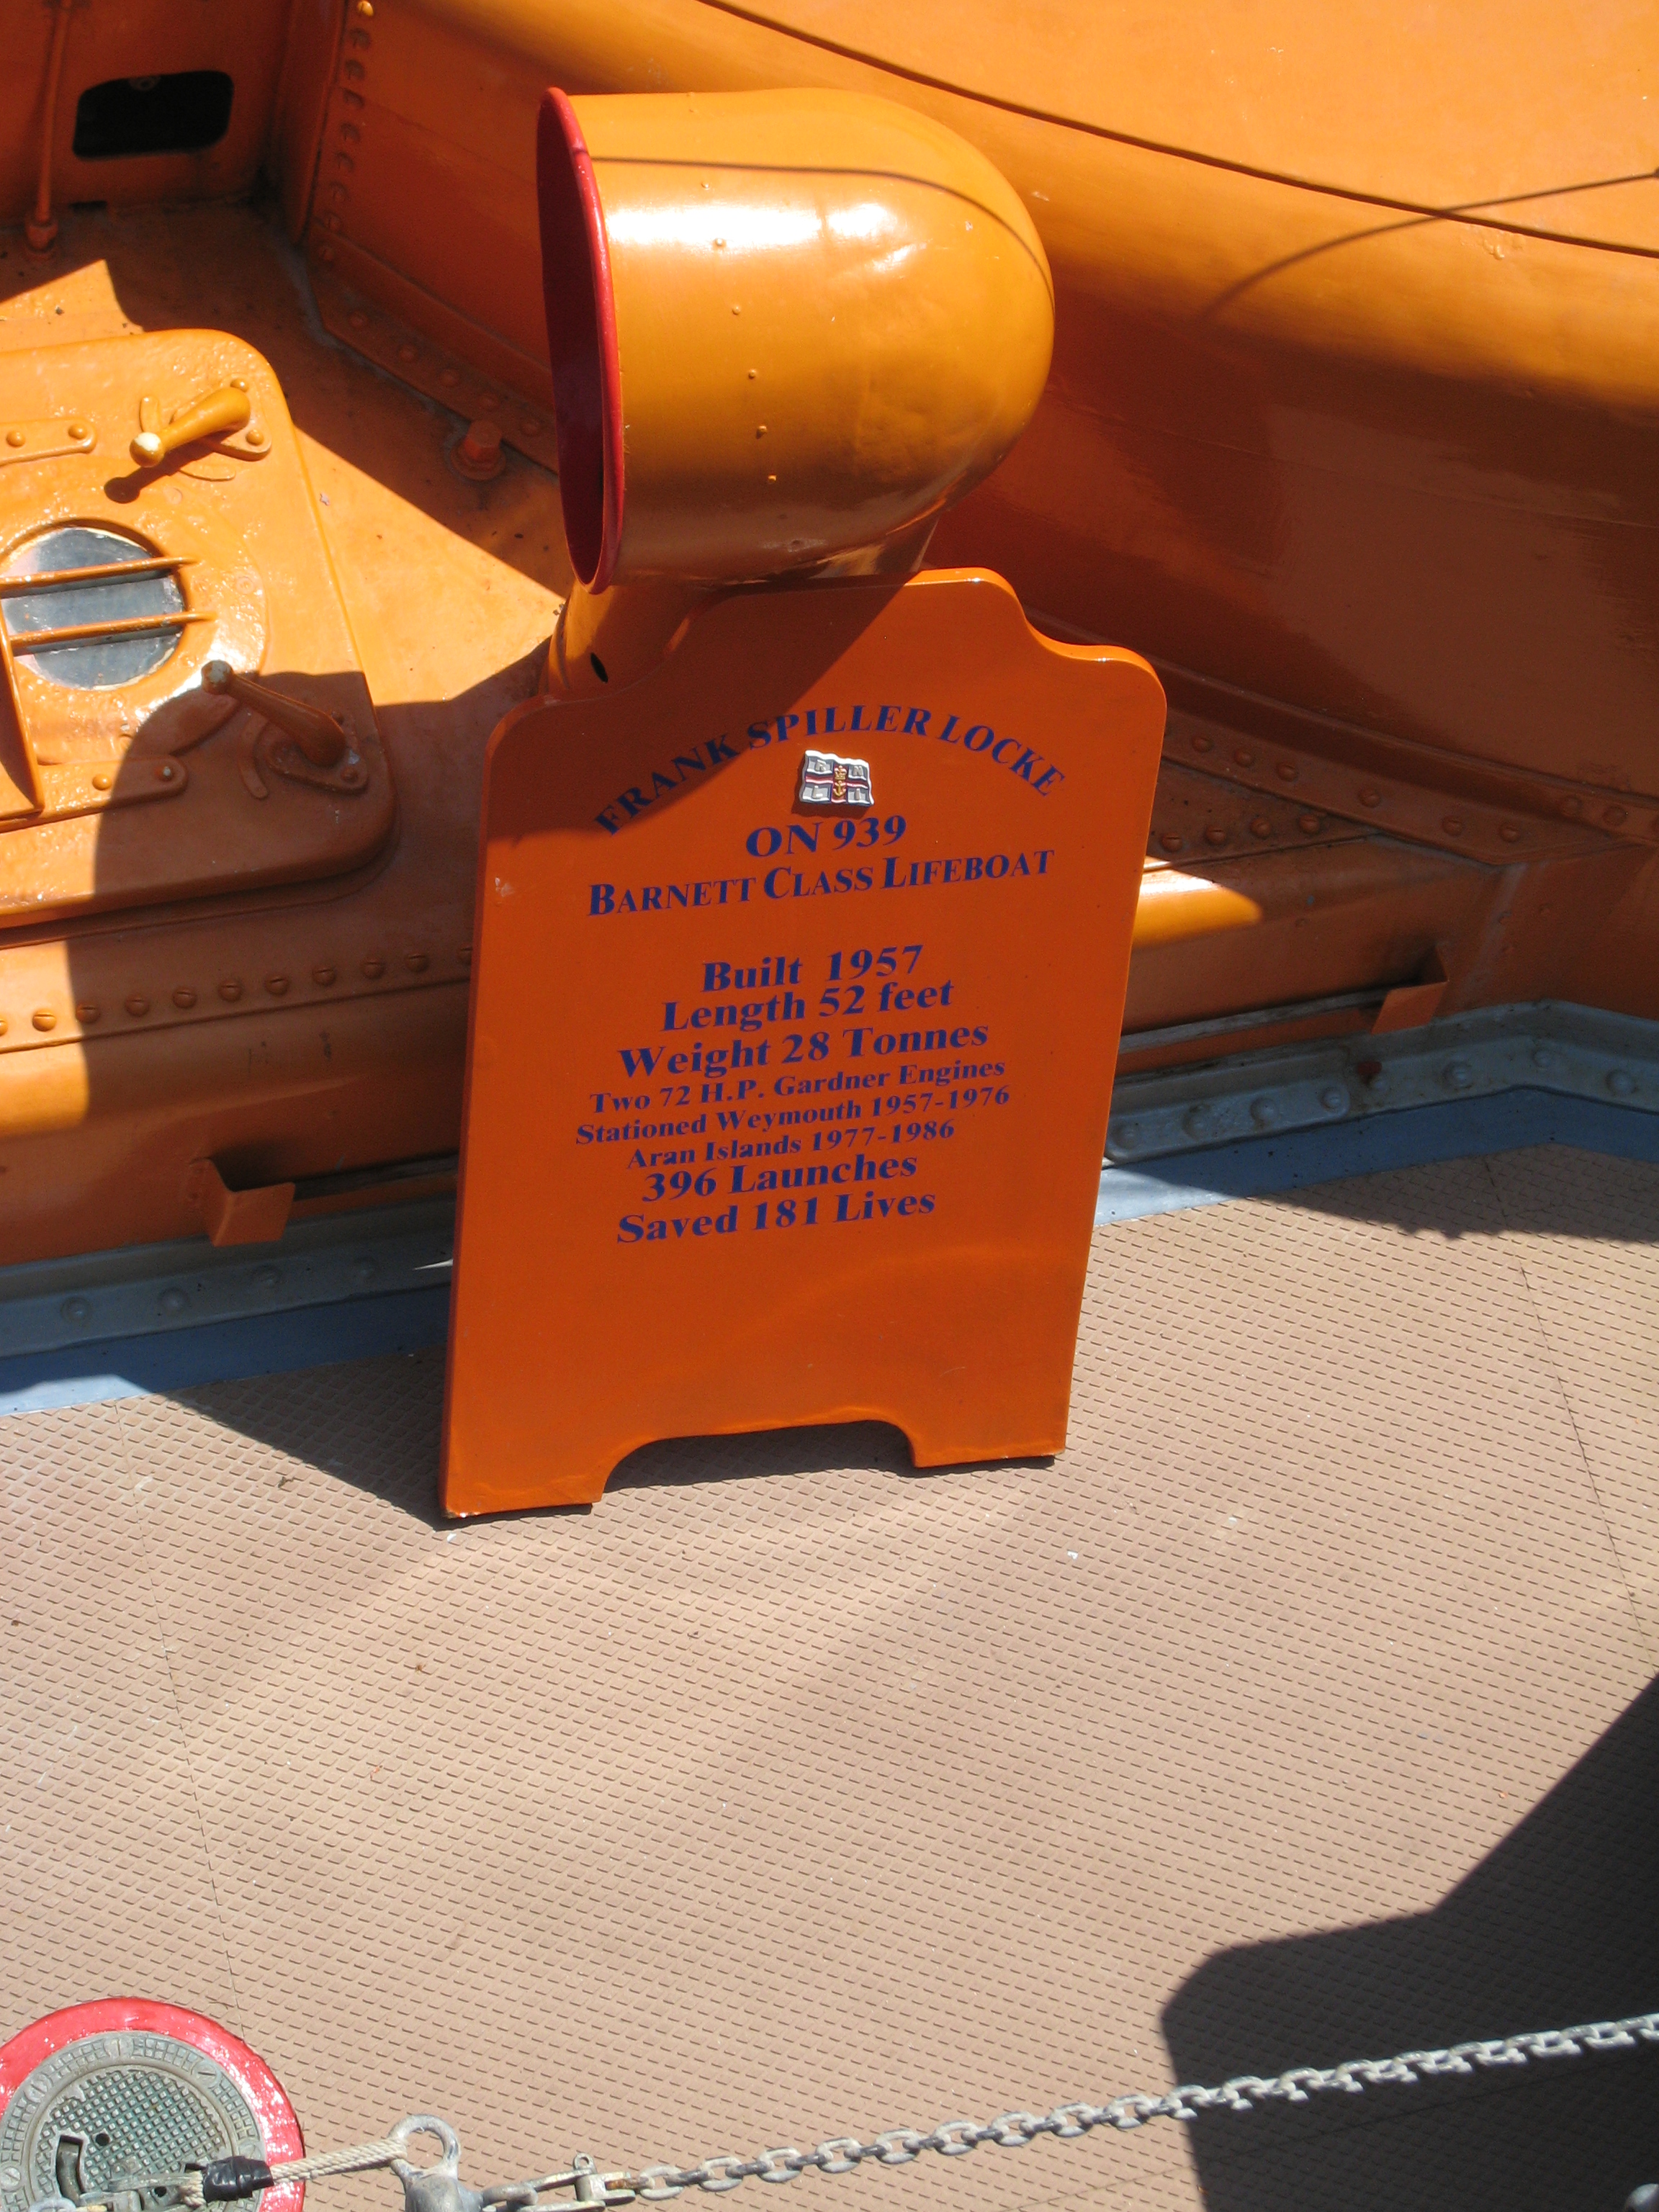 FRANK SPILLER LOCKE
ON 939
BARNETT CLASS LIFEBOAT
Built 1957
Length 52 feet
Weight 28 Tonnes
Two 72 H.P. Gardner Engines
Stationed Weymouth 1957-1976
Aran Islands 1977-1986
396 Launches
Saved 181 Lives